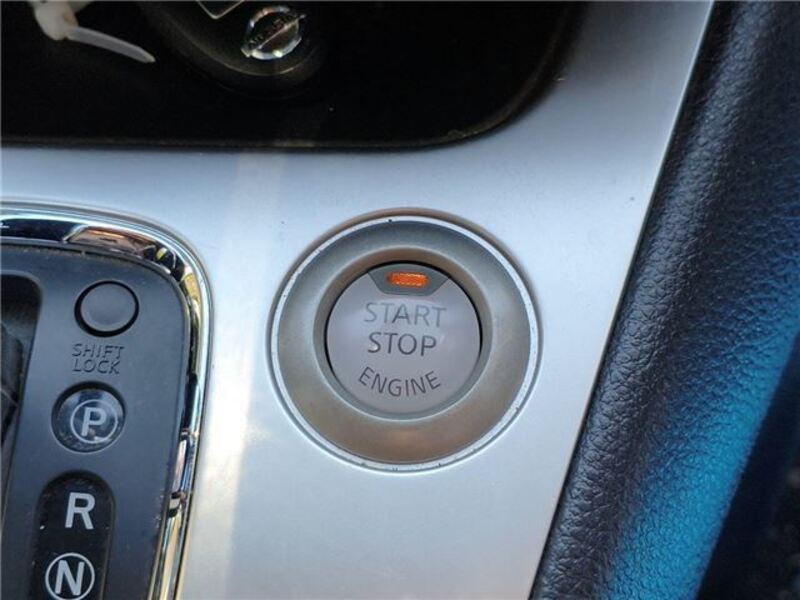 START
STOP
ENGINE
SHIFT
LOCK
P
R
N